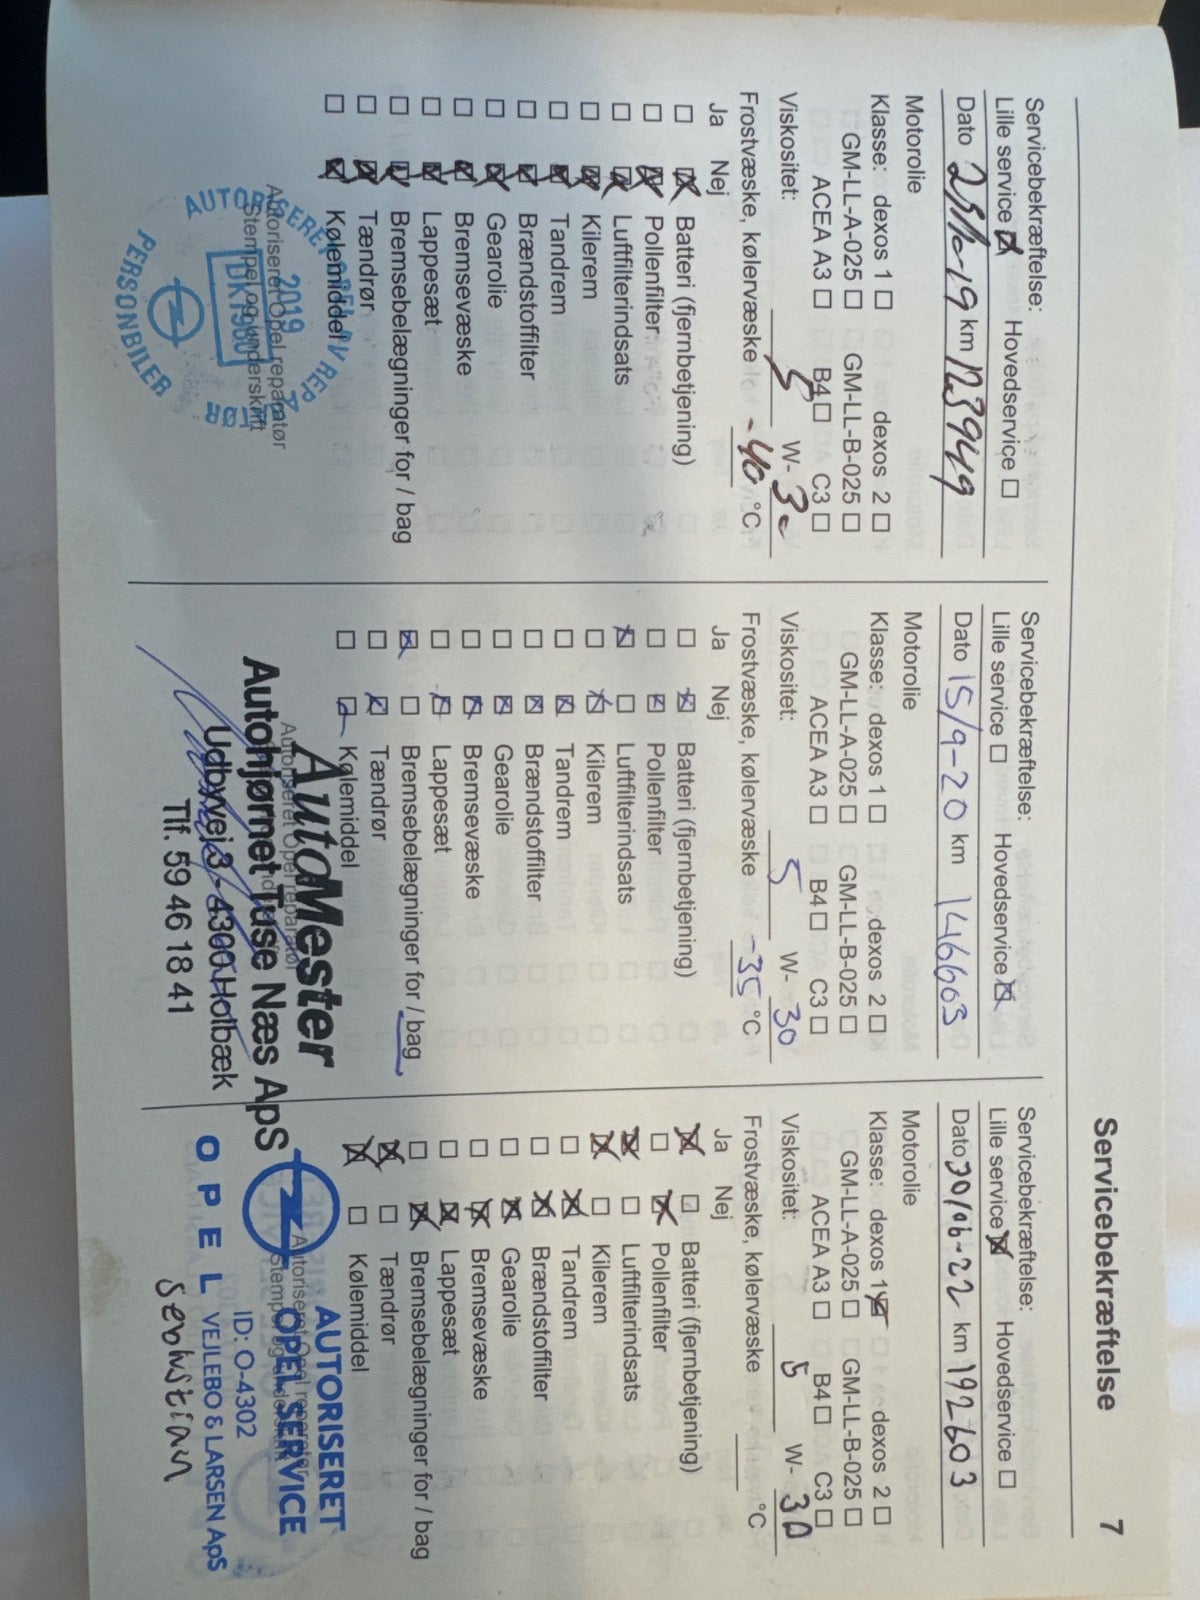 Servicebekræftelse 7
Servicebekræftelse:
Lille service ☒ Hovedservice ☐
Dato km 123949
Motorolie
Klasse: dexos 1 ☐ dexos 2 ☐
GM-LL-A-025 ☐ GM-LL-B-025 ☐
ACEA A3 ☐ B4 ☐ C3 ☐
Viskositet: 5 W- 30
Frostvæske, kølervæske -40 °C
Ja Nej
☐ ☒ Batteri (fjernbetjening)
☐ ☒ Pollenfilter
☐ ☒ Luftfilterindsats
☐ ☒ Kilerem
☐ ☒ Tandrem
☐ ☒ Brændstoffilter
☐ ☒ Gearolie
☐ ☒ Bremsevæske
☐ ☒ Lappesæt
☐ ☒ Bremsebelægninger for / bag
☐ ☒ Tændrør
☐ ☒ Kølemiddel
Autoriseret Opel reparatør
Stempel og underskrift
2019
PERSONBILER
Servicebekræftelse:
Lille service ☐ Hovedservice ☒
Dato 15/9-20 km 146603
Motorolie
Klasse: dexos 1 ☐ dexos 2 ☐
GM-LL-A-025 ☐ GM-LL-B-025 ☐
ACEA A3 ☐ B4 ☐ C3 ☐
Viskositet: 5 W- 30
Frostvæske, kølervæske -35 °C
Ja Nej
☐ ☒ Batteri (fjernbetjening)
☐ ☒ Pollenfilter
☒ ☐ Luftfilterindsats
☐ ☒ Kilerem
☐ ☒ Tandrem
☐ ☒ Brændstoffilter
☐ ☒ Gearolie
☐ ☒ Bremsevæske
☐ ☒ Lappesæt
☒ ☐ Bremsebelægninger for / bag
☐ ☒ Tændrør
☐ ☒ Kølemiddel
Autoriseret Opel reparatør
AutoMester
Autohjørnet Tuse Næs ApS
Udbyvej 3 - 4300 Holbæk
Tlf. 59 46 18 41
Servicebekræftelse:
Lille service ☒ Hovedservice ☐
Dato 30/06-22 km 192603
Motorolie
Klasse: dexos 1 ☒ dexos 2 ☐
GM-LL-A-025 ☐ GM-LL-B-025 ☐
ACEA A3 ☐ B4 ☐ C3 ☐
Viskositet: 5 W- 30
Frostvæske, kølervæske °C
Ja Nej
☒ ☐ Batteri (fjernbetjening)
☐ ☒ Pollenfilter
☒ ☐ Luftfilterindsats
☒ ☐ Kilerem
☐ ☒ Tandrem
☐ ☒ Brændstoffilter
☐ ☒ Gearolie
☐ ☒ Bremsevæske
☐ ☒ Lappesæt
☐ ☒ Bremsebelægninger for / bag
☒ ☐ Tændrør
☒ ☐ Kølemiddel
AUTORISERET
OPEL SERVICE
ID: O-4302
OPEL VEJLEBO & LARSEN ApS